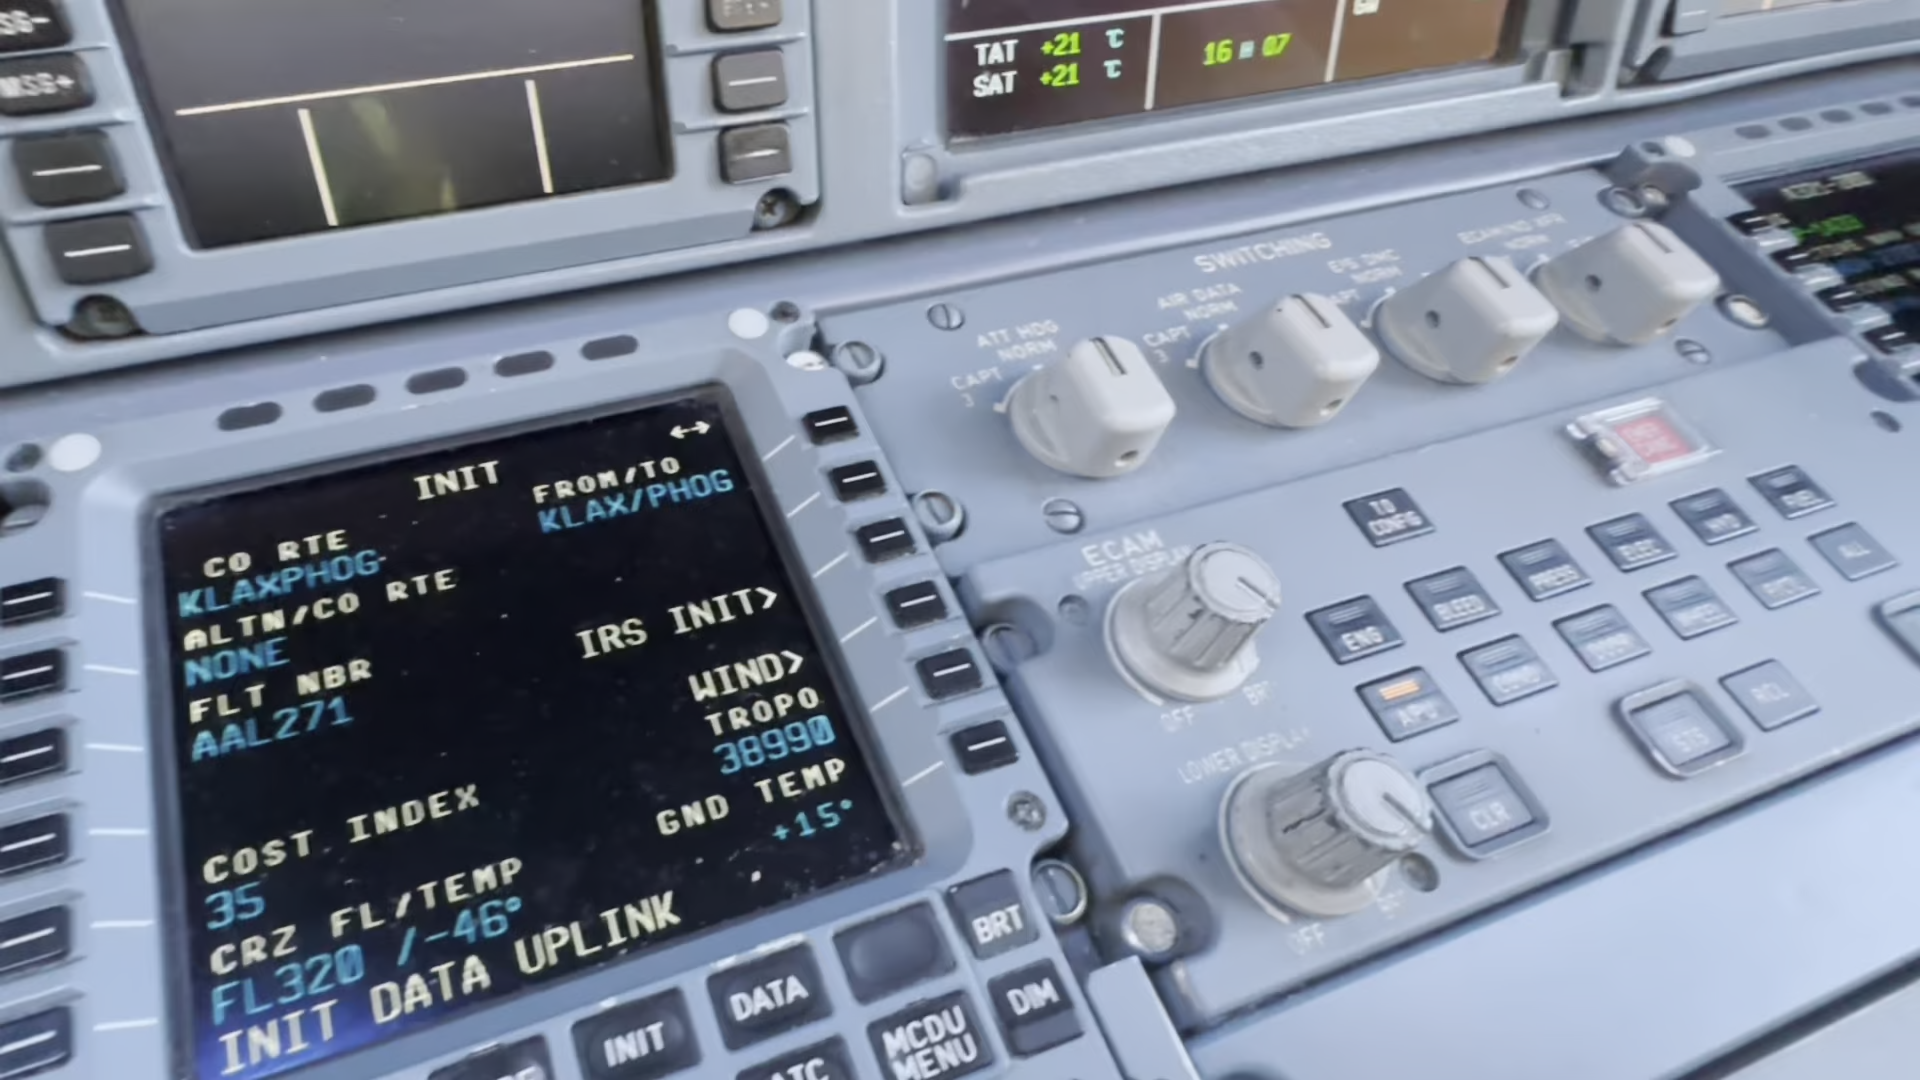 MSG+
TAT +21 °C
SAT +21 °C
16 07
GW
SWITCHING
ATT HDG
NORM
CAPT
3
AIR DATA
NORM
CAPT
3
EIS DMC
NORM
ECAM/ND XFR
NORM
INIT
↔
FROM/TO
KLAX/PHOG
CO RTE
KLAXPHOG-
ALTN/CO RTE
NONE
FLT NBR
AAL271
IRS INIT>
WIND>
TROPO
38990
GND TEMP
+15°
COST INDEX
35
CRZ FL/TEMP
FL320 /-46°
INIT DATA UPLINK
ECAM
UPPER DISPLAY
OFF BRT
LOWER DISPLAY
OFF
T.O
CONFIG
ENG
BLEED
PRESS
ELEC
HYD
FUEL
APU
COND
DOOR
WHEEL
F/CTL
ALL
CLR
STS
RCL
INIT
DATA
BRT
DIM
ATC
MCDU
MENU